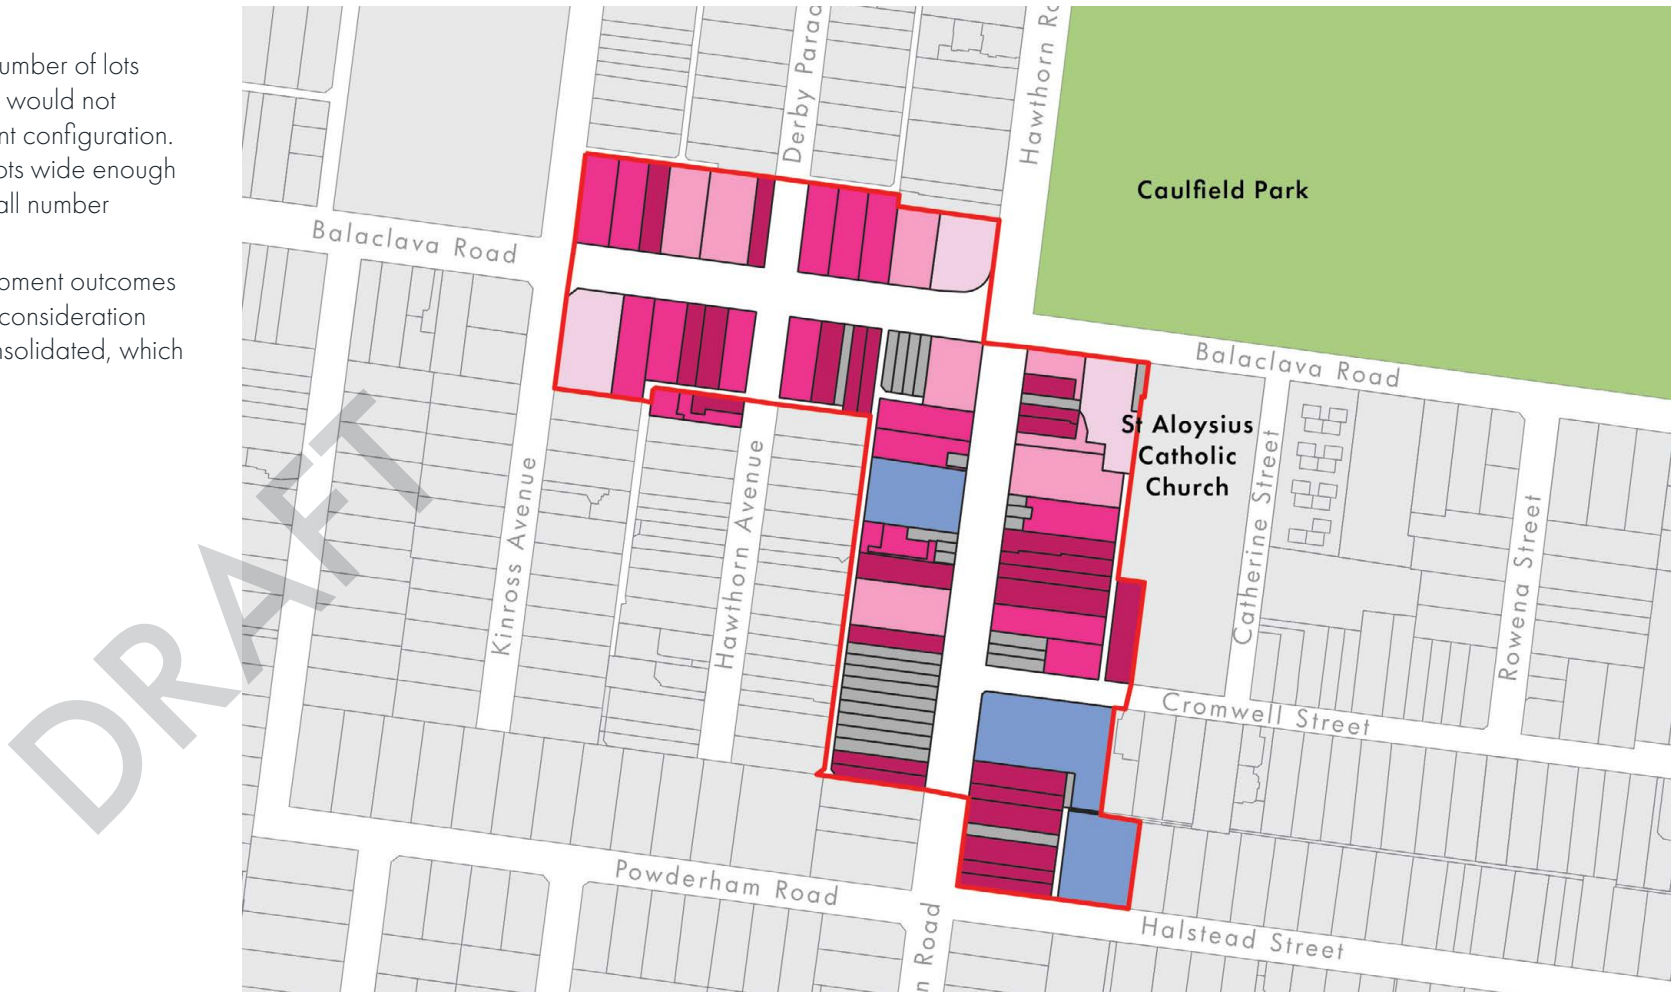 umber of lots
would not
nt configuration.
ots wide enough
all number
pment outcomes
consideration
nsolidated, which
Derby Parad
Hawthorn Ro
Caulfield Park
Balaclava Road
Balaclava Road
St Aloysius
Catholic
Church
Catherine Street
Rowena Street
Kinross Avenue
Hawthorn Avenue
Cromwell Street
Powderham Road
n Road
Halstead Street
DRAFT